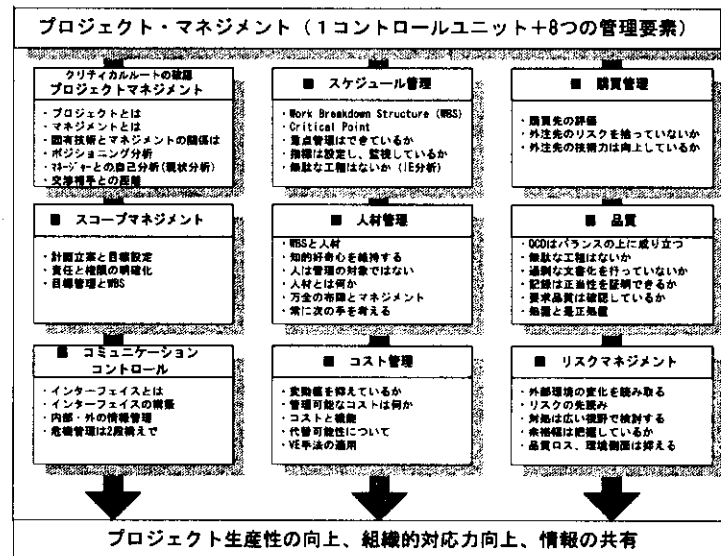 プロジェクト・マネジメント（1コントロールユニット＋8つの管理要素）
クリティカルルートの確認
プロジェクトマネジメント
・プロジェクトとは
・マネジメントとは
・固有技術とマネジメントの関係は
・ポジショニング分析
・マネージャーとの自己分析(現状分析)
・交渉相手との距離
■ スケジュール管理
・Work Breakdown Structure (WBS)
・Critical Point
・重点管理はできているか
・指標は設定し、監視しているか
・無駄な工程はないか (IE分析)
■ 購買管理
・購買先の評価
・外注先のリスクを拾っていないか
・外注先の技術力は向上しているか
■
スコープマネジメント
・計画立案と目標設定
・責任と権限の明確化
・目標管理とWBS
■ 人材管理
・WBSと人材
・知的好奇心を維持する
・人は管理の対象ではない
・人材とは何か
・万全の布陣とマネジメント
・常に次の手を考える
■ 品質
・QCDはバランスの上に成り立つ
・無駄な工程はないか
・過剰な文書化を行っていないか
・記録は正当性を証明できるか
・要求品質は確認しているか
・処置と是正処置
■ コミュニケーション
コントロール
・インターフェイスとは
・インターフェイスの構築
・内部・外の情報管理
・危機管理は2段構えで
■ コスト管理
・変動値を抑えているか
・管理可能なコストは何か
・コストと機能
・代替可能性について
・VE手法の適用
■ リスクマネジメント
・外部環境の変化を読み取る
・リスクの先読み
・対処は広い視野で検討する
・余裕幅は把握しているか
・品質ロス、環境側面は抑える
プロジェクト生産性の向上、組織的対応力向上、情報の共有